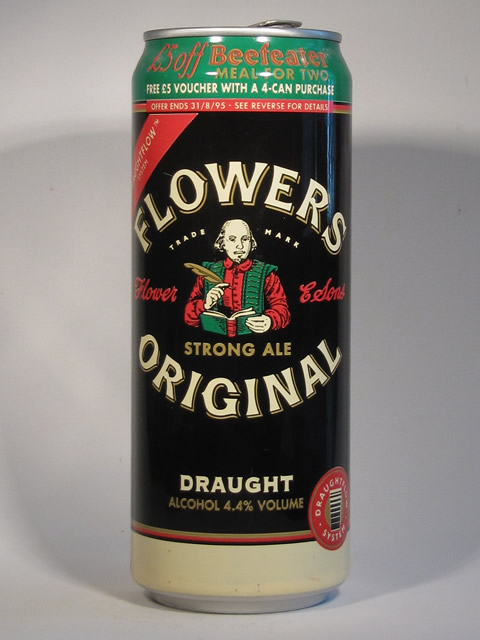 £5 off Beefeater
MEAL FOR TWO
FREE £5 VOUCHER WITH A 4-CAN PURCHASE
OFFER ENDS 31/8/95 - SEE REVERSE FOR DETAILS
FLOWERS
TRADE MARK
Flower & Sons
STRONG ALE
ORIGINAL
DRAUGHT
ALCOHOL 4.4% VOLUME
DRAUGHTFLOW
SYSTEM